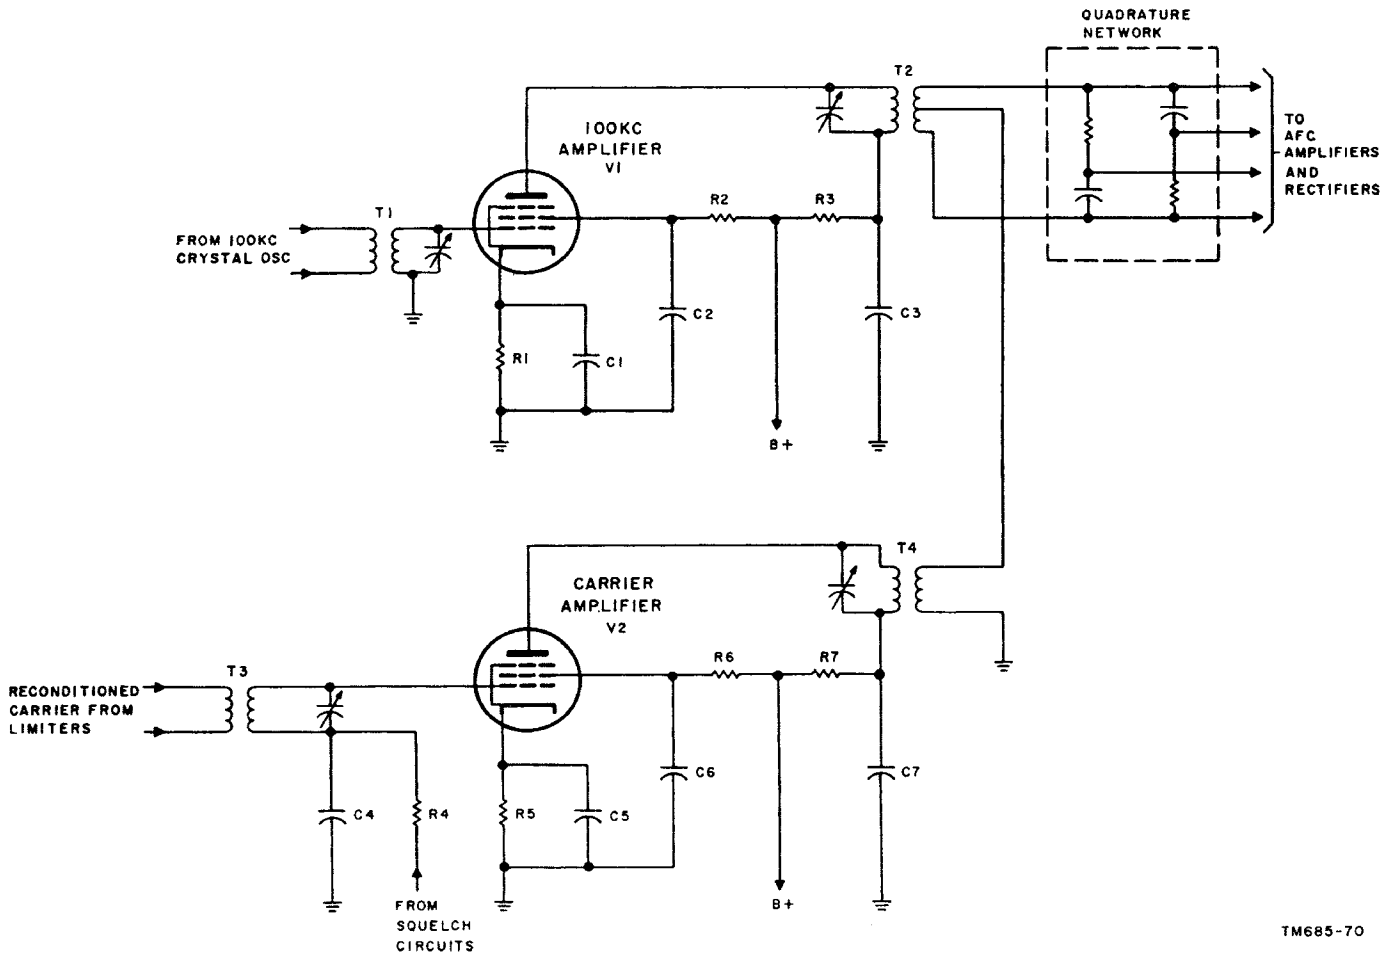 QUADRATURE
NETWORK
T2
100KC
AMPLIFIER
V1
TO
AFC
AMPLIFIERS
AND
RECTIFIERS
R2
R3
T1
FROM 100KC
CRYSTAL OSC
C2
C3
R1
C1
B+
T4
CARRIER
AMPLIFIER
V2
R6
R7
T3
RECONDITIONED
CARRIER FROM
LIMITERS
C6
C7
C4
R4
R5
C5
B+
FROM
SQUELCH
CIRCUITS
TM685-70